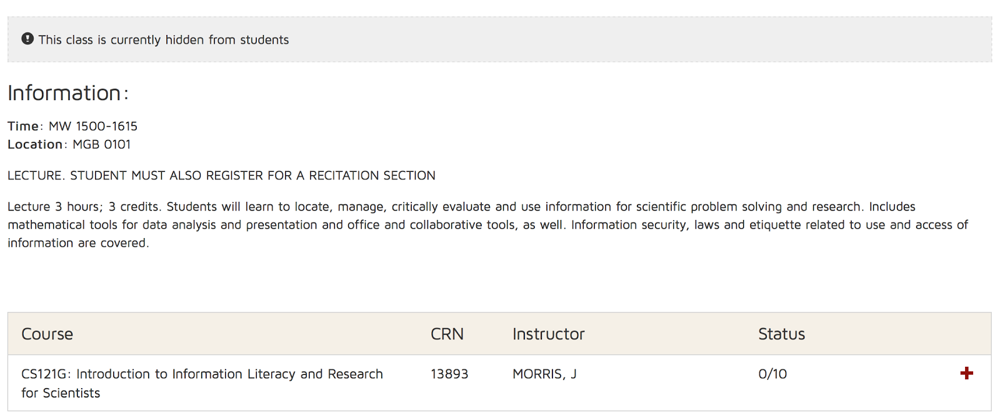 This class is currently hidden from students
Information:
Time: MW 1500-1615
Location: MGB 0101
LECTURE. STUDENT MUST ALSO REGISTER FOR A RECITATION SECTION
Lecture 3 hours; 3 credits. Students will learn to locate, manage, critically evaluate and use information for scientific problem solving and research. Includes
mathematical tools for data analysis and presentation and office and collaborative tools, as well. Information security, laws and etiquette related to use and access of
information are covered.
Course CRN Instructor Status
CS121G: Introduction to Information Literacy and Research 13893 MORRIS, J 0/10
for Scientists